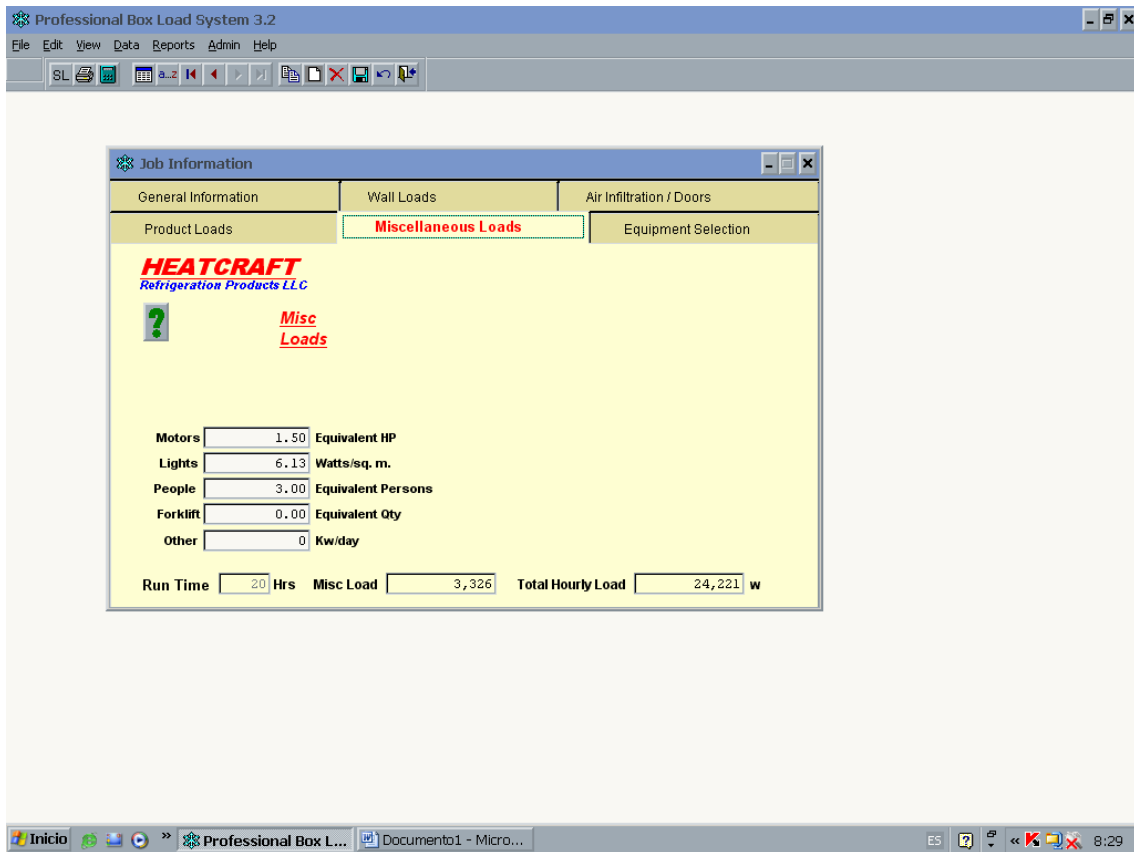 Professional Box Load System 3.2
File Edit View Data Reports Admin Help
SL a..z
Job Information
General Information Wall Loads Air Infiltration / Doors
Product Loads Miscellaneous Loads Equipment Selection
HEATCRAFT
Refrigeration Products LLC
?
Misc
Loads
Motors 1.50 Equivalent HP
Lights 6.13 Watts/sq. m.
People 3.00 Equivalent Persons
Forklift 0.00 Equivalent Qty
Other 0 Kw/day
Run Time 20 Hrs Misc Load 3,326 Total Hourly Load 24,221 w
Inicio » Professional Box L... Documento1 - Micro... ES ? « K 8:29